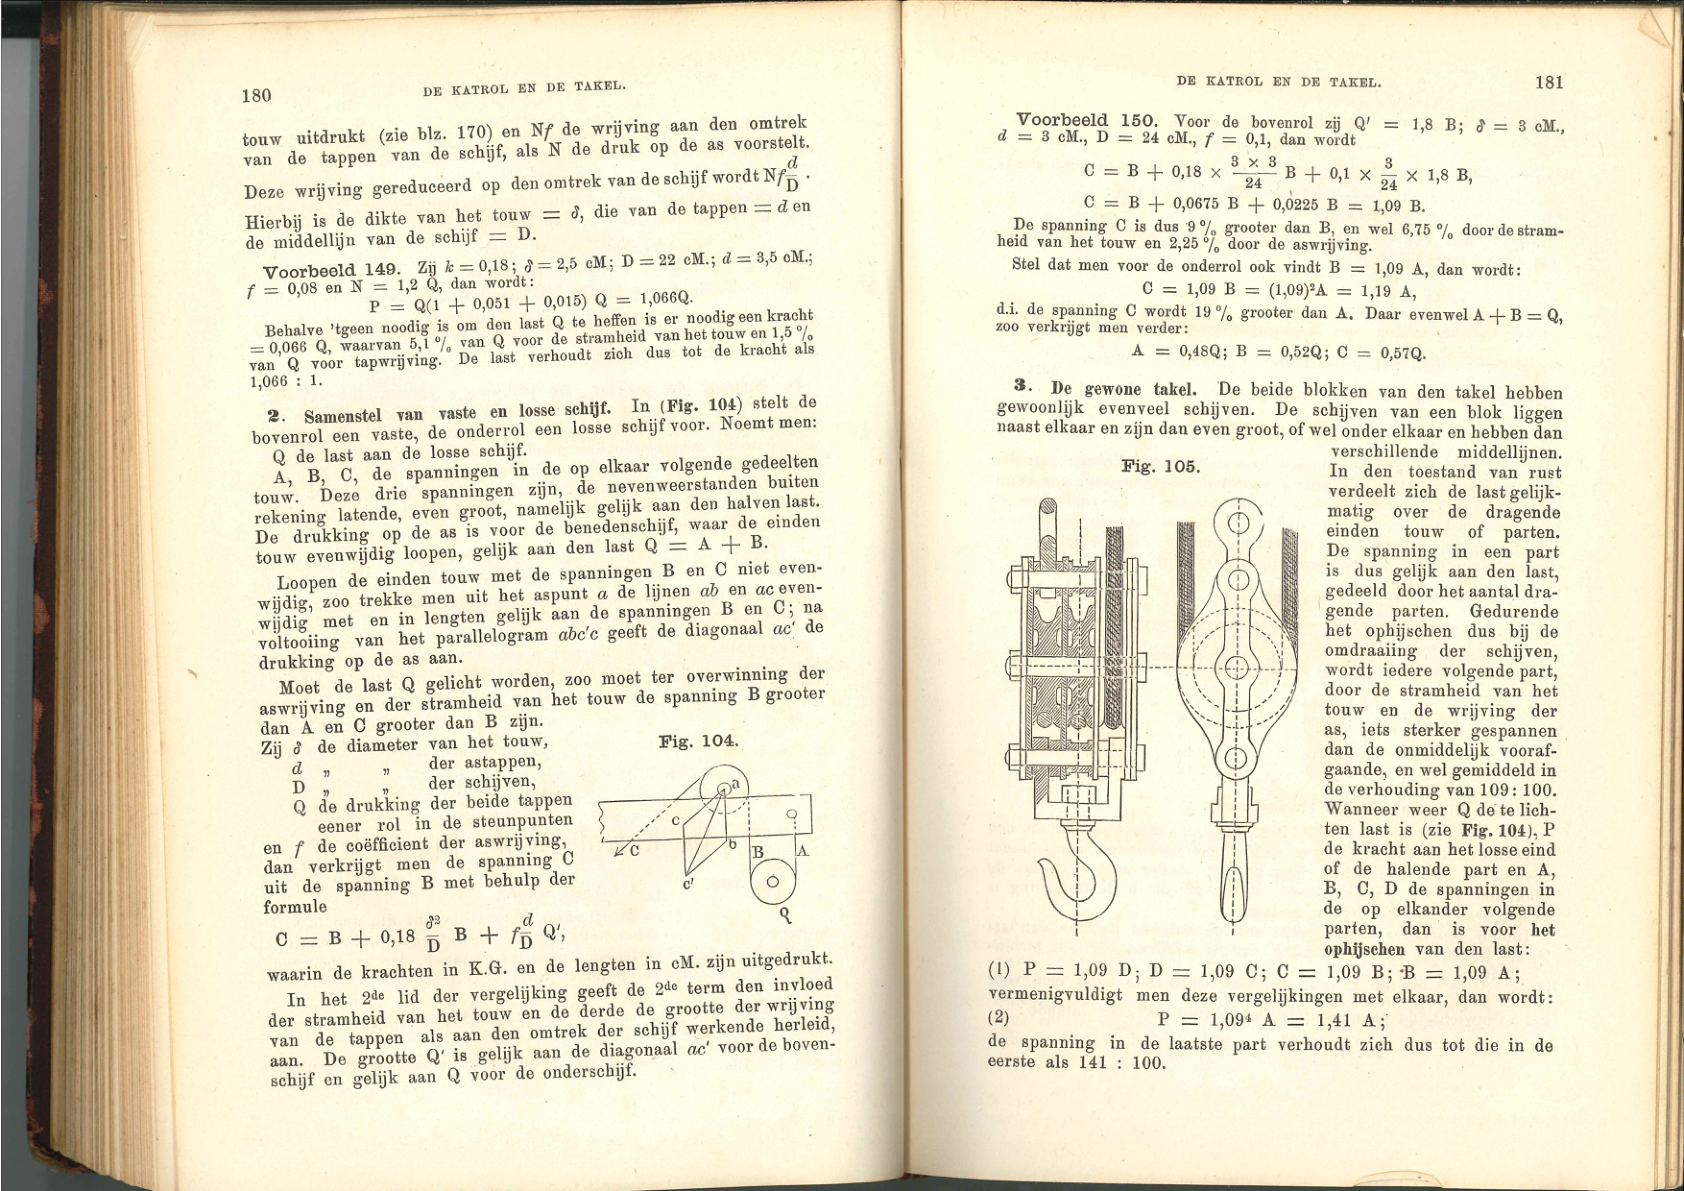 180
DE KATROL EN DE TAKEL.
touw uitdrukt (zie blz. 170) en Nf de wrijving aan den omtrek
van de tappen van de schijf, als N de druk op de as voorstelt.
Deze wrijving gereduceerd op den omtrek van de schijf wordt Nf d/D .
Hierbij is de dikte van het touw = δ, die van de tappen = d en
de middellijn van de schijf = D.
Voorbeeld 149. Zij k = 0,18; δ = 2,5 cM; D = 22 cM.; d = 3,5 cM.;
f = 0,08 en N = 1,2 Q, dan wordt:
P = Q(1 + 0,051 + 0,015) Q = 1,066Q.
Behalve 'tgeen noodig is om den last Q te heffen is er noodig een kracht
= 0,066 Q, waarvan 5,1 % van Q voor de stramheid van het touw en 1,5 %
van Q voor tapwrijving. De last verhoudt zich dus tot de kracht als
1,066 : 1.
2. Samenstel van vaste en losse schijf. In (Fig. 104) stelt de
bovenrol een vaste, de onderrol een losse schijf voor. Noemt men:
Q de last aan de losse schijf.
A, B, C, de spanningen in de op elkaar volgende gedeelten
touw. Deze drie spanningen zijn, de nevenweerstanden buiten
rekening latende, even groot, namelijk gelijk aan den halven last.
De drukking op de as is voor de benedenschijf, waar de einden
touw evenwijdig loopen, gelijk aan den last Q = A + B.
Loopen de einden touw met de spanningen B en C niet even-
wijdig, zoo trekke men uit het aspunt a de lijnen ab en ac even-
wijdig met en in lengten gelijk aan de spanningen B en C; na
voltooiing van het parallelogram abc'c geeft de diagonaal ac' de
drukking op de as aan.
Moet de last Q gelicht worden, zoo moet ter overwinning der
aswrijving en der stramheid van het touw de spanning B grooter
dan A en C grooter dan B zijn.
Zij δ de diameter van het touw,
d „ „ der astappen,
D „ „ der schijven,
Q de drukking der beide tappen
eener rol in de steunpunten
en f de coëfficient der aswrijving,
dan verkrijgt men de spanning C
uit de spanning B met behulp der
formule
Fig. 104.
a
c
b
C
B
A
c'
Q
C = B + 0,18 δ²/D B + f d/D Q',
waarin de krachten in K.G. en de lengten in cM. zijn uitgedrukt.
In het 2de lid der vergelijking geeft de 2de term den invloed
der stramheid van het touw en de derde de grootte der wrijving
van de tappen als aan den omtrek der schijf werkende herleid,
aan. De grootte Q' is gelijk aan de diagonaal ac' voor de boven-
schijf en gelijk aan Q voor de onderschijf.
DE KATROL EN DE TAKEL.
181
Voorbeeld 150. Voor de bovenrol zij Q' = 1,8 B; δ = 3 cM.,
d = 3 cM., D = 24 cM., f = 0,1, dan wordt
C = B + 0,18 × 3 × 3/24 B + 0,1 × 3/24 × 1,8 B,
C = B + 0,0675 B + 0,0225 B = 1,09 B.
De spanning C is dus 9 % grooter dan B, en wel 6,75 % door de stram-
heid van het touw en 2,25 % door de aswrijving.
Stel dat men voor de onderrol ook vindt B = 1,09 A, dan wordt:
C = 1,09 B = (1,09)²A = 1,19 A,
d.i. de spanning C wordt 19 % grooter dan A. Daar evenwel A + B = Q,
zoo verkrijgt men verder:
A = 0,48Q; B = 0,52Q; C = 0,57Q.
3. De gewone takel. De beide blokken van den takel hebben
gewoonlijk evenveel schijven. De schijven van een blok liggen
naast elkaar en zijn dan even groot, of wel onder elkaar en hebben dan
Fig. 105.
verschillende middellijnen.
In den toestand van rust
verdeelt zich de last gelijk-
matig over de dragende
einden touw of parten.
De spanning in een part
is dus gelijk aan den last,
gedeeld door het aantal dra-
gende parten. Gedurende
het ophijschen dus bij de
omdraaiing der schijven,
wordt iedere volgende part,
door de stramheid van het
touw en de wrijving der
as, iets sterker gespannen
dan de onmiddelijk vooraf-
gaande, en wel gemiddeld in
de verhouding van 109 : 100.
Wanneer weer Q de te lich-
ten last is (zie Fig. 104), P
de kracht aan het losse eind
of de halende part en A,
B, C, D de spanningen in
de op elkander volgende
parten, dan is voor het
ophijschen van den last:
(1) P = 1,09 D; D = 1,09 C; C = 1,09 B; B = 1,09 A;
vermenigvuldigt men deze vergelijkingen met elkaar, dan wordt:
(2) P = 1,09⁴ A = 1,41 A;
de spanning in de laatste part verhoudt zich dus tot die in de
eerste als 141 : 100.